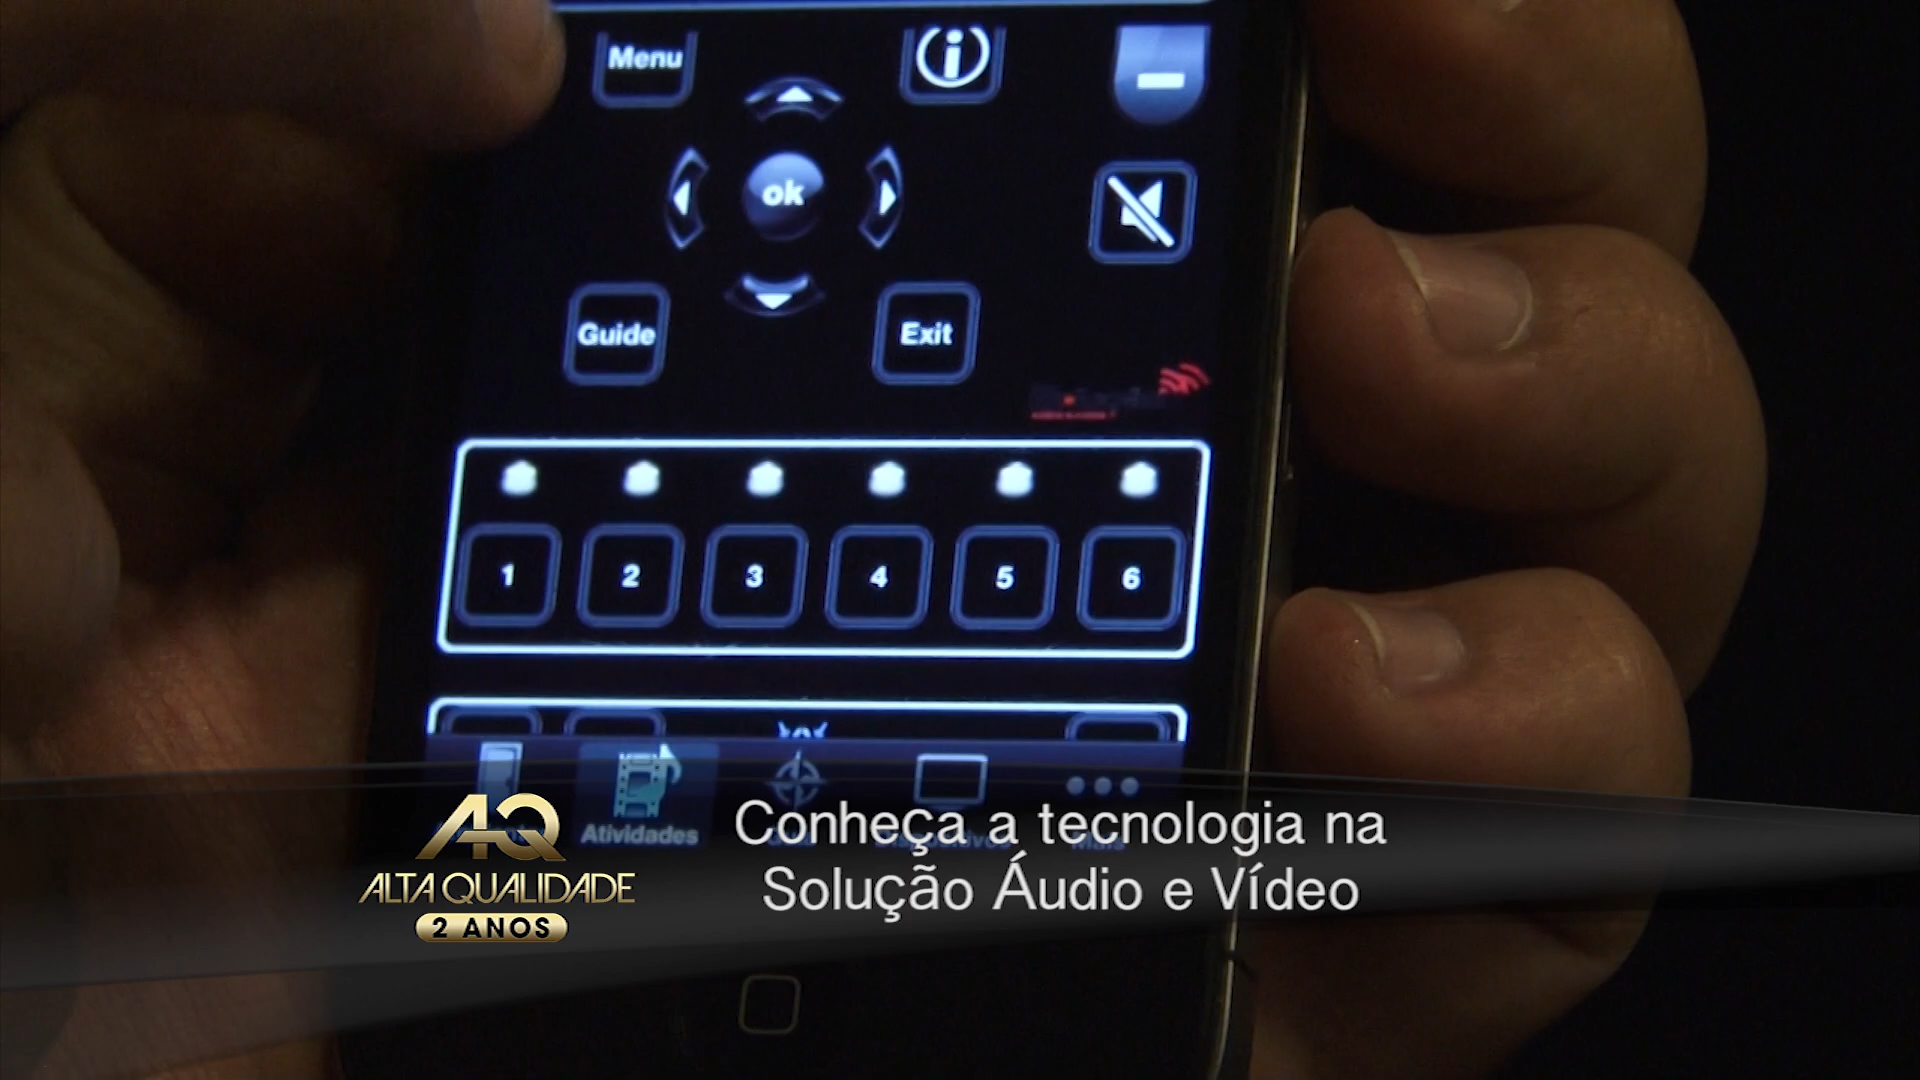 Menu
ok
Guide
Exit
1 2 3 4 5 6
Atividades
AQ
ALTA QUALIDADE
2 ANOS
Conheça a tecnologia na
Solução Áudio e Vídeo